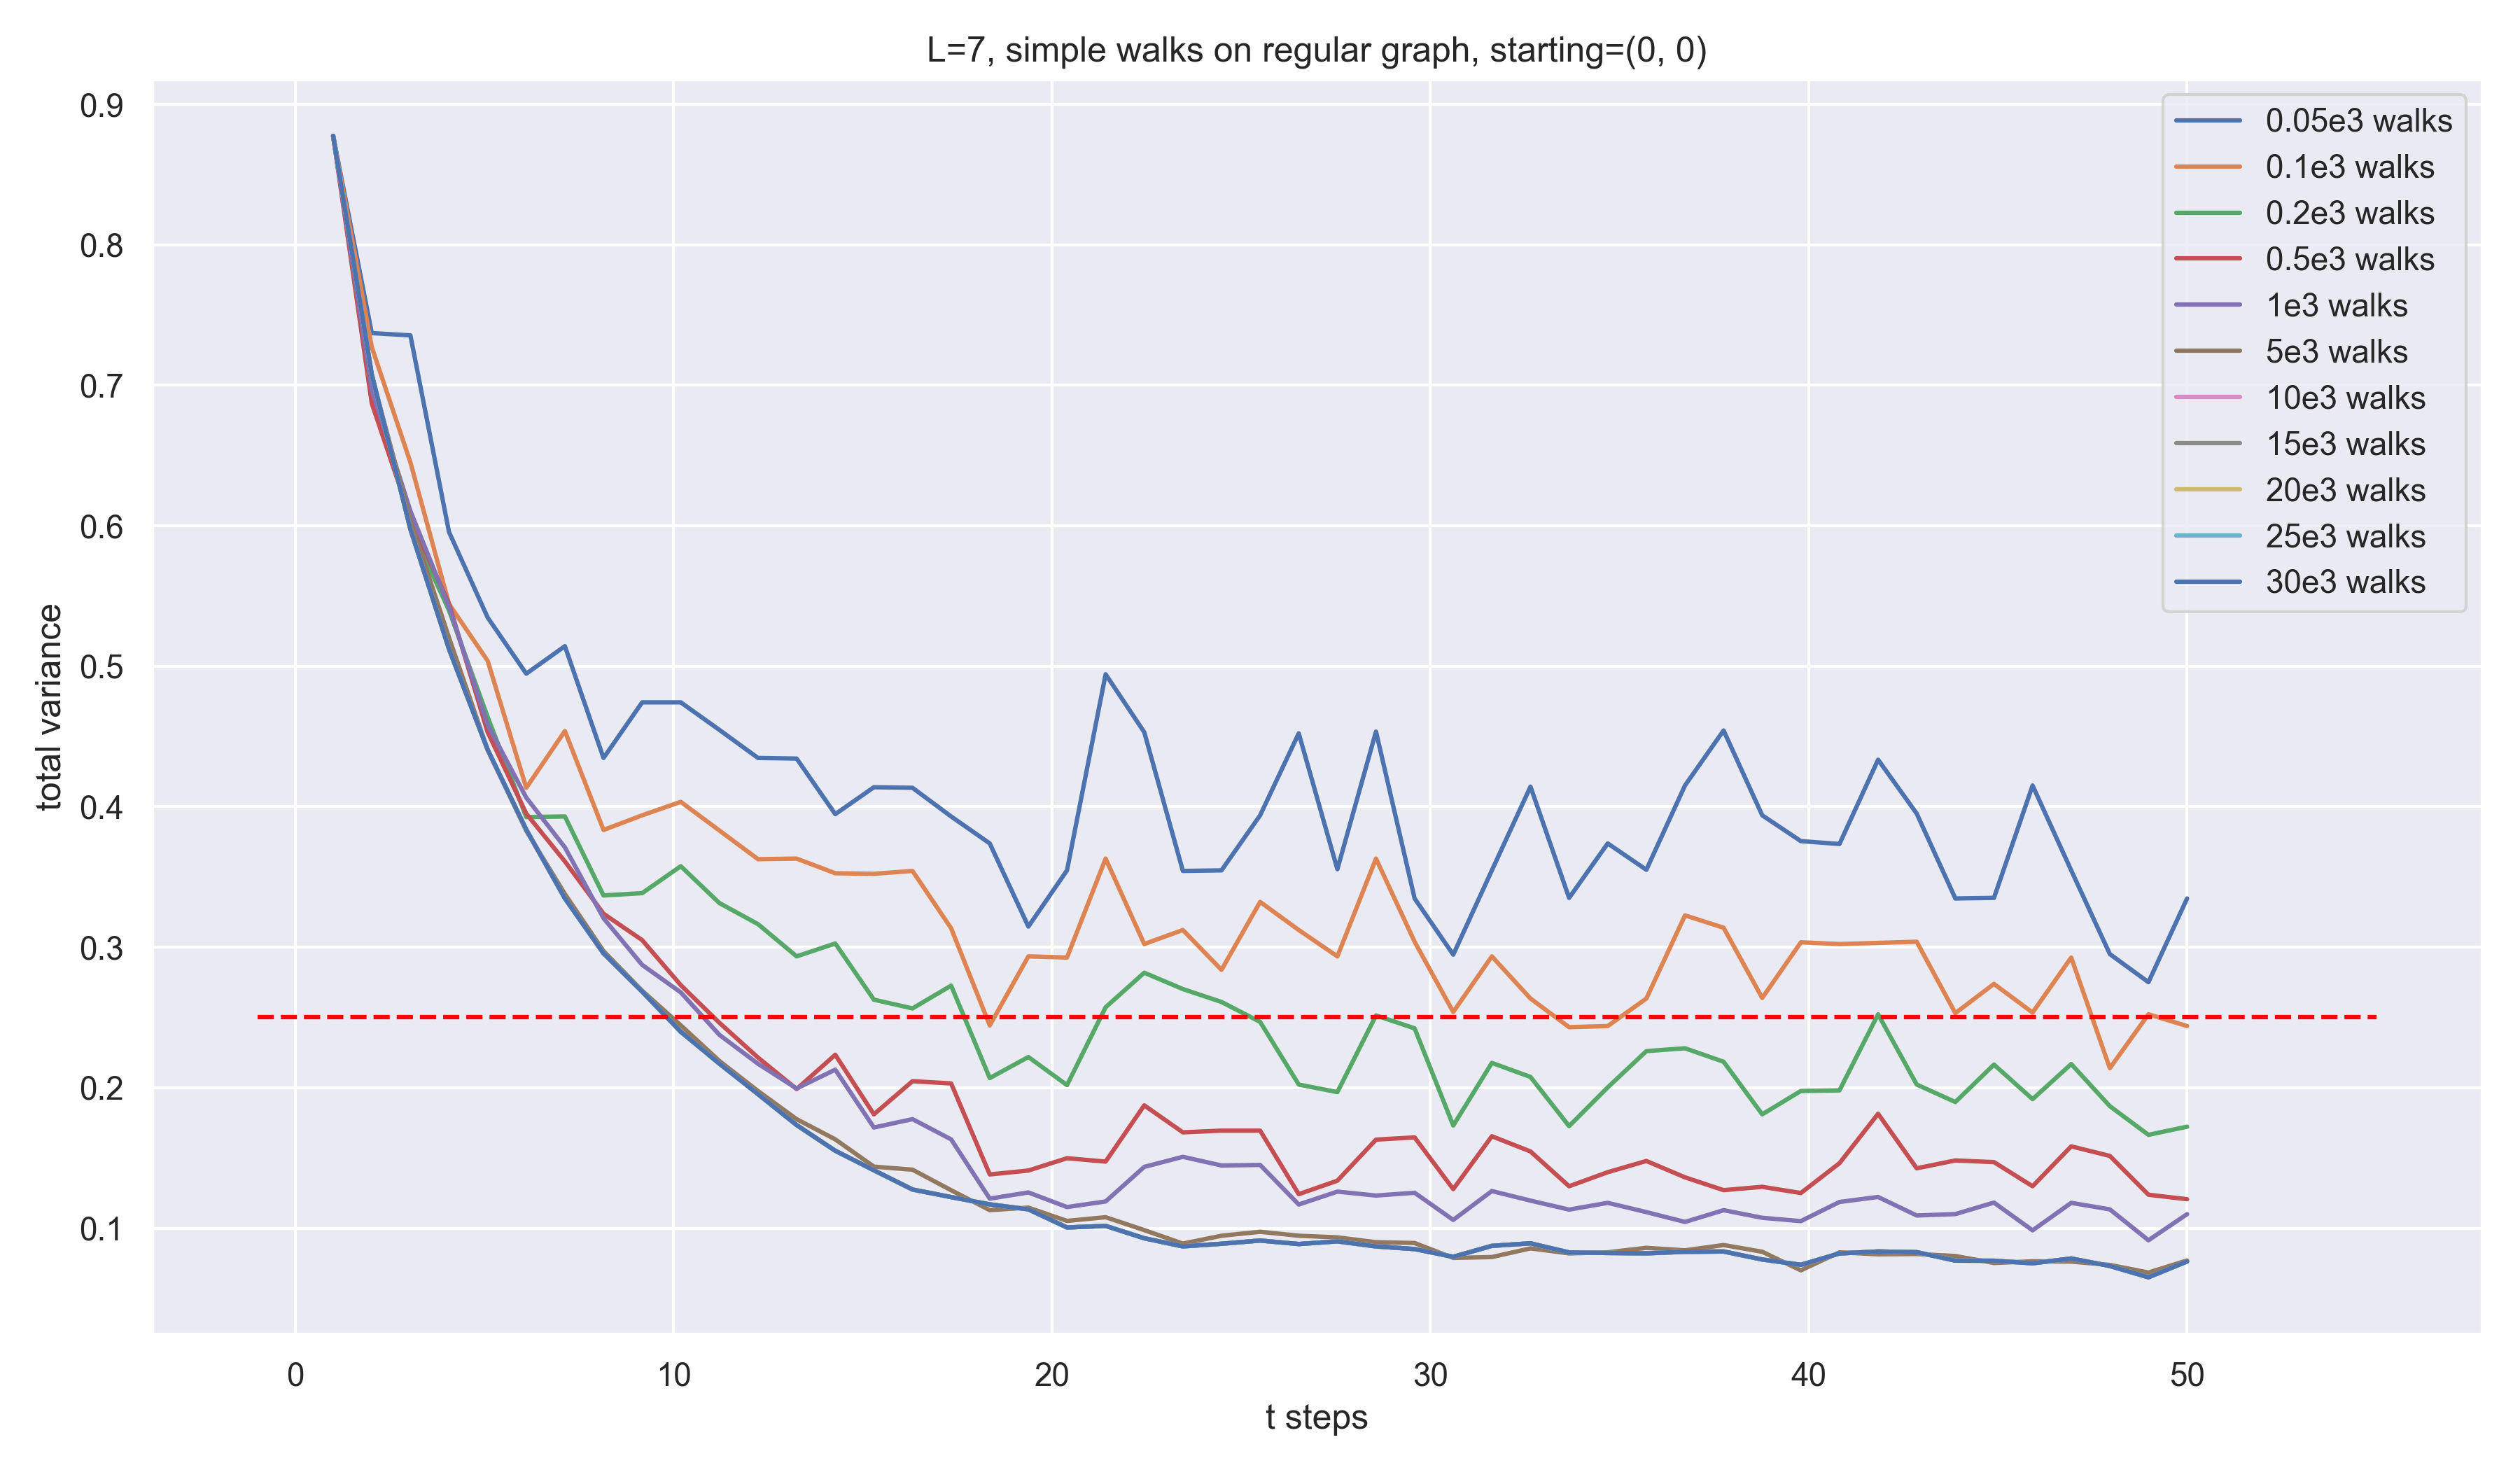 L=7, simple walks on regular graph, starting=(0, 0)
0.9
0.8
0.7
0.6
0.5
0.4
0.3
0.2
0.1
total variance
0.05e3 walks
0.1e3 walks
0.2e3 walks
0.5e3 walks
1e3 walks
5e3 walks
10e3 walks
15e3 walks
20e3 walks
25e3 walks
30e3 walks
0 10 20 30 40 50
t steps